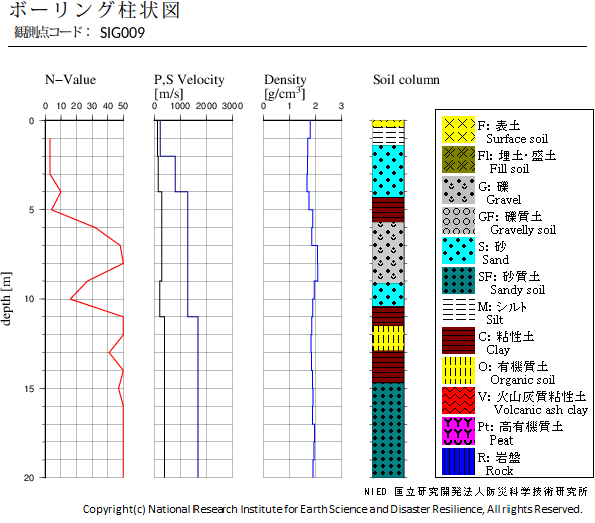 ボーリング柱状図
観測点コード： SIG009
N-Value
P,S Velocity
[m/s]
Density
[g/cm³]
Soil column
0 10 20 30 40 50
0 1000 2000 3000
0 1 2 3
0
5
10
15
20
depth [m]
F: 表土
Surface soil
Fl: 埋土・盛土
Fill soil
G: 礫
Gravel
GF: 礫質土
Gravelly soil
S: 砂
Sand
SF: 砂質土
Sandy soil
M: シルト
Silt
C: 粘性土
Clay
O: 有機質土
Organic soil
V: 火山灰質粘性土
Volcanic ash clay
Pt: 高有機質土
Peat
R: 岩盤
Rock
NIED 国立研究開発法人防災科学技術研究所
Copyright(c) National Research Institute for Earth Science and Disaster Resilience, All rights Reserved.